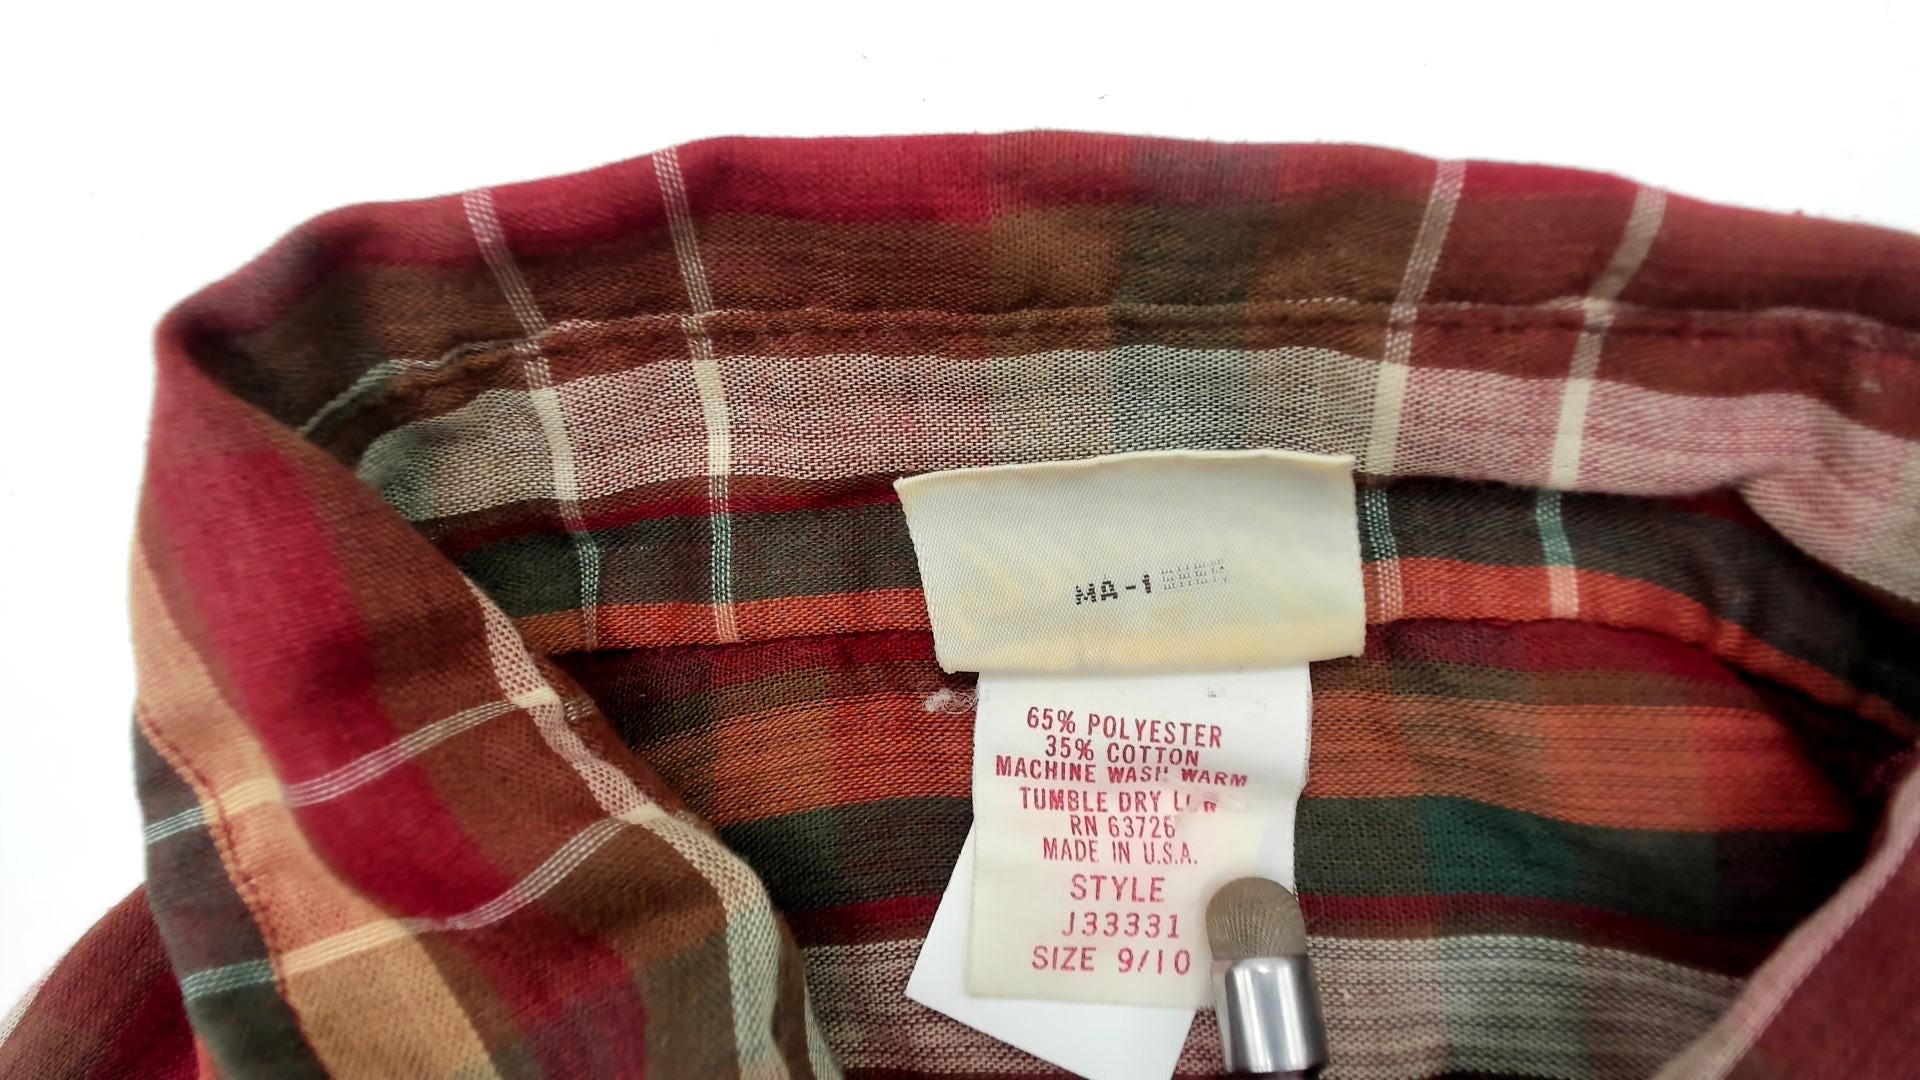 MA-1
65% POLYESTER
35% COTTON
MACHINE WASH WARM
TUMBLE DRY
RN 63726
MADE IN U.S.A.
STYLE
J33331
SIZE 9/10